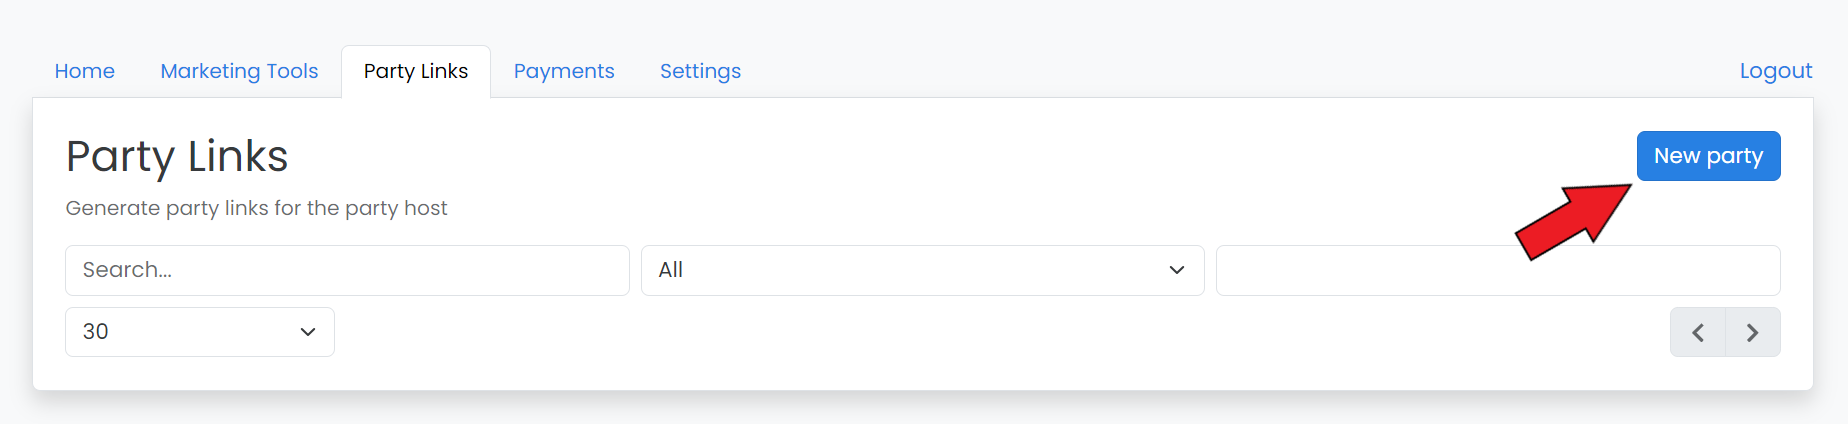 Home Marketing Tools Party Links Payments Settings Logout
Party Links
New party
Generate party links for the party host
Search... All
30